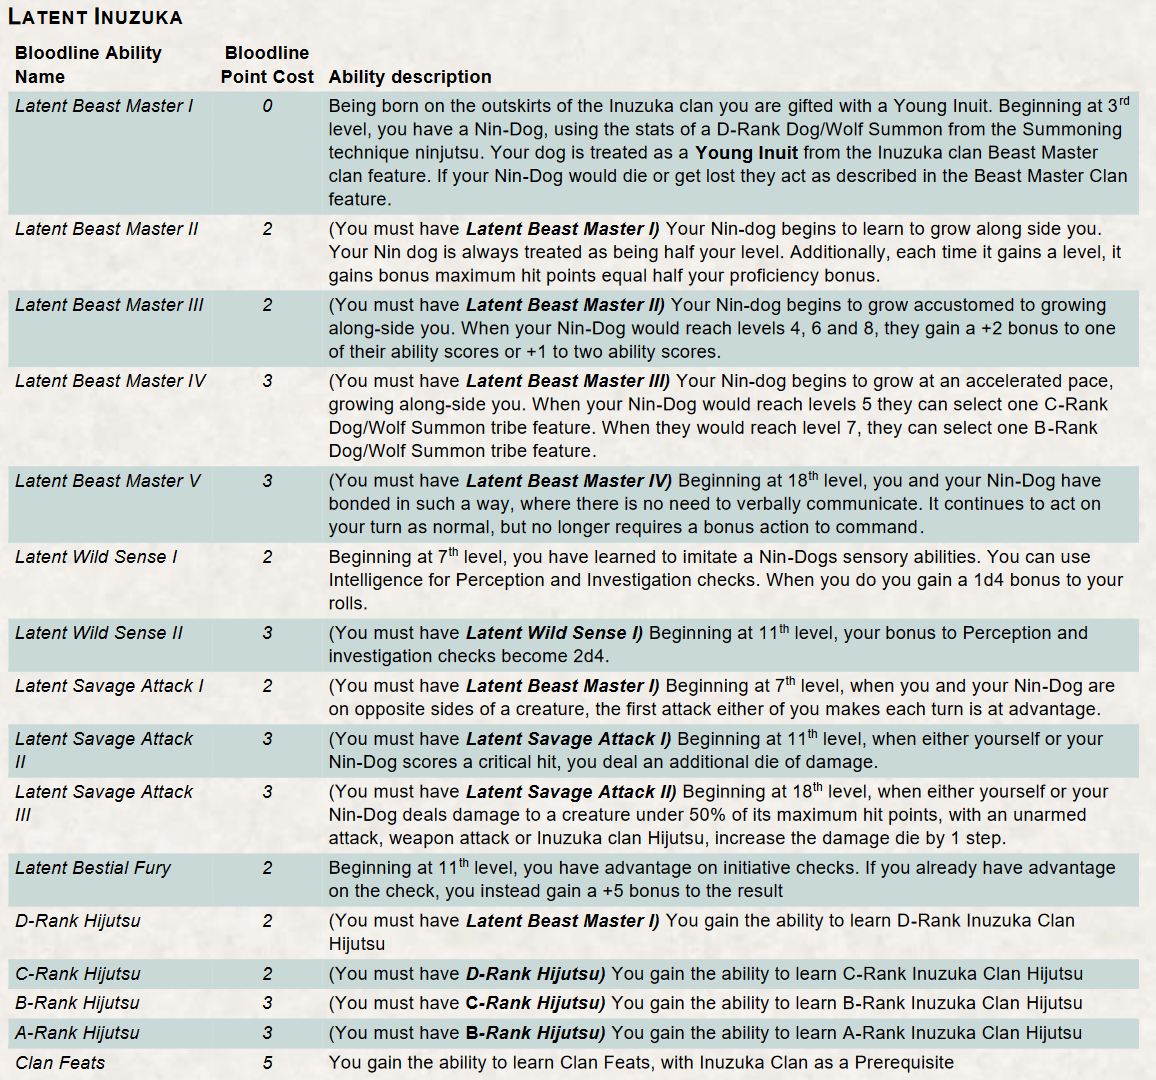 LATENT INUZUKA
Bloodline Ability Name
Bloodline Point Cost
Ability description
Latent Beast Master I
0
Being born on the outskirts of the Inuzuka clan you are gifted with a Young Inuit. Beginning at 3rd
level, you have a Nin-Dog, using the stats of a D-Rank Dog/Wolf Summon from the Summoning
technique ninjutsu. Your dog is treated as a Young Inuit from the Inuzuka clan Beast Master
clan feature. If your Nin-Dog would die or get lost they act as described in the Beast Master Clan
feature.
Latent Beast Master II
2
(You must have Latent Beast Master I) Your Nin-dog begins to learn to grow along side you.
Your Nin dog is always treated as being half your level. Additionally, each time it gains a level, it
gains bonus maximum hit points equal half your proficiency bonus.
Latent Beast Master III
2
(You must have Latent Beast Master II) Your Nin-dog begins to grow accustomed to growing
along-side you. When your Nin-Dog would reach levels 4, 6 and 8, they gain a +2 bonus to one
of their ability scores or +1 to two ability scores.
Latent Beast Master IV
3
(You must have Latent Beast Master III) Your Nin-dog begins to grow at an accelerated pace,
growing along-side you. When your Nin-Dog would reach levels 5 they can select one C-Rank
Dog/Wolf Summon tribe feature. When they would reach level 7, they can select one B-Rank
Dog/Wolf Summon tribe feature.
Latent Beast Master V
3
(You must have Latent Beast Master IV) Beginning at 18th level, you and your Nin-Dog have
bonded in such a way, where there is no need to verbally communicate. It continues to act on
your turn as normal, but no longer requires a bonus action to command.
Latent Wild Sense I
2
Beginning at 7th level, you have learned to imitate a Nin-Dogs sensory abilities. You can use
Intelligence for Perception and Investigation checks. When you do you gain a 1d4 bonus to your
rolls.
Latent Wild Sense II
3
(You must have Latent Wild Sense I) Beginning at 11th level, your bonus to Perception and
investigation checks become 2d4.
Latent Savage Attack I
2
(You must have Latent Beast Master I) Beginning at 7th level, when you and your Nin-Dog are
on opposite sides of a creature, the first attack either of you makes each turn is at advantage.
Latent Savage Attack
II
3
(You must have Latent Savage Attack I) Beginning at 11th level, when either yourself or your
Nin-Dog scores a critical hit, you deal an additional die of damage.
Latent Savage Attack
III
3
(You must have Latent Savage Attack II) Beginning at 18th level, when either yourself or your
Nin-Dog deals damage to a creature under 50% of its maximum hit points, with an unarmed
attack, weapon attack or Inuzuka clan Hijutsu, increase the damage die by 1 step.
Latent Bestial Fury
2
Beginning at 11th level, you have advantage on initiative checks. If you already have advantage
on the check, you instead gain a +5 bonus to the result
D-Rank Hijutsu
2
(You must have Latent Beast Master I) You gain the ability to learn D-Rank Inuzuka Clan
Hijutsu
C-Rank Hijutsu
2
(You must have D-Rank Hijutsu) You gain the ability to learn C-Rank Inuzuka Clan Hijutsu
B-Rank Hijutsu
3
(You must have C-Rank Hijutsu) You gain the ability to learn B-Rank Inuzuka Clan Hijutsu
A-Rank Hijutsu
3
(You must have B-Rank Hijutsu) You gain the ability to learn A-Rank Inuzuka Clan Hijutsu
Clan Feats
5
You gain the ability to learn Clan Feats, with Inuzuka Clan as a Prerequisite